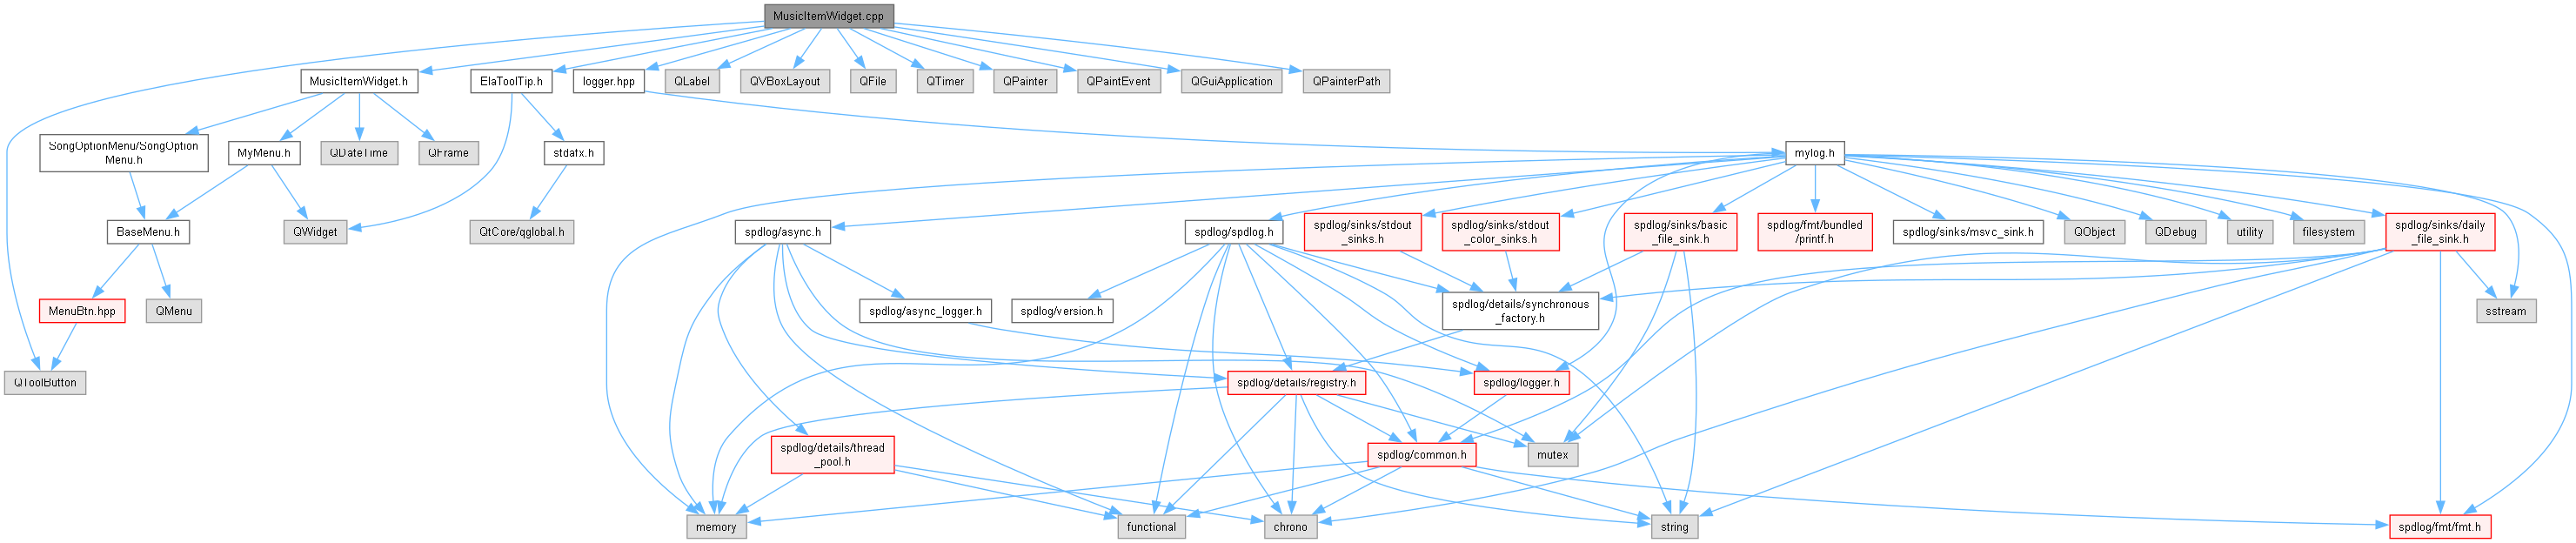 MusicItemWidget.cpp
MusicItemWidget.h
ElaToolTip.h
logger.hpp
QLabel
QVBoxLayout
QFile
QTimer
QPainter
QPaintEvent
QGuiApplication
QPainterPath
SongOptionMenu/SongOption
Menu.h
MyMenu.h
QDateTime
QFrame
stdafx.h
mylog.h
BaseMenu.h
QWidget
QtCore/qglobal.h
spdlog/async.h
spdlog/spdlog.h
spdlog/sinks/stdout
_sinks.h
spdlog/sinks/stdout
_color_sinks.h
spdlog/sinks/basic
_file_sink.h
spdlog/fmt/bundled
/printf.h
spdlog/sinks/msvc_sink.h
QObject
QDebug
utility
filesystem
spdlog/sinks/daily
_file_sink.h
MenuBtn.hpp
QMenu
spdlog/async_logger.h
spdlog/version.h
spdlog/details/synchronous
_factory.h
sstream
QToolButton
spdlog/details/registry.h
spdlog/logger.h
spdlog/details/thread
_pool.h
spdlog/common.h
mutex
memory
functional
chrono
string
spdlog/fmt/fmt.h